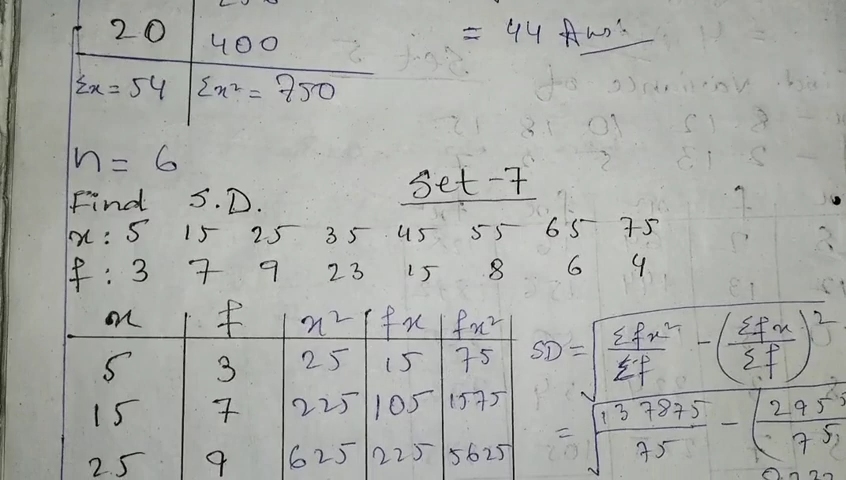 20 | 400 = 44 Ans.
Σx = 54 | Σx² = 750
n = 6
Set-7
Find S.D.
x : 5 15 25 35 45 55 65 75
f : 3 7 9 23 15 8 6 4
x | f | x² | fx | fx²
5 | 3 | 25 | 15 | 75
15 | 7 | 225 | 105 | 1575
25 | 9 | 625 | 225 | 5625
SD = √(Σfx²/Σf - (Σfx/Σf)²)
= √(137875/75 - (2955/75